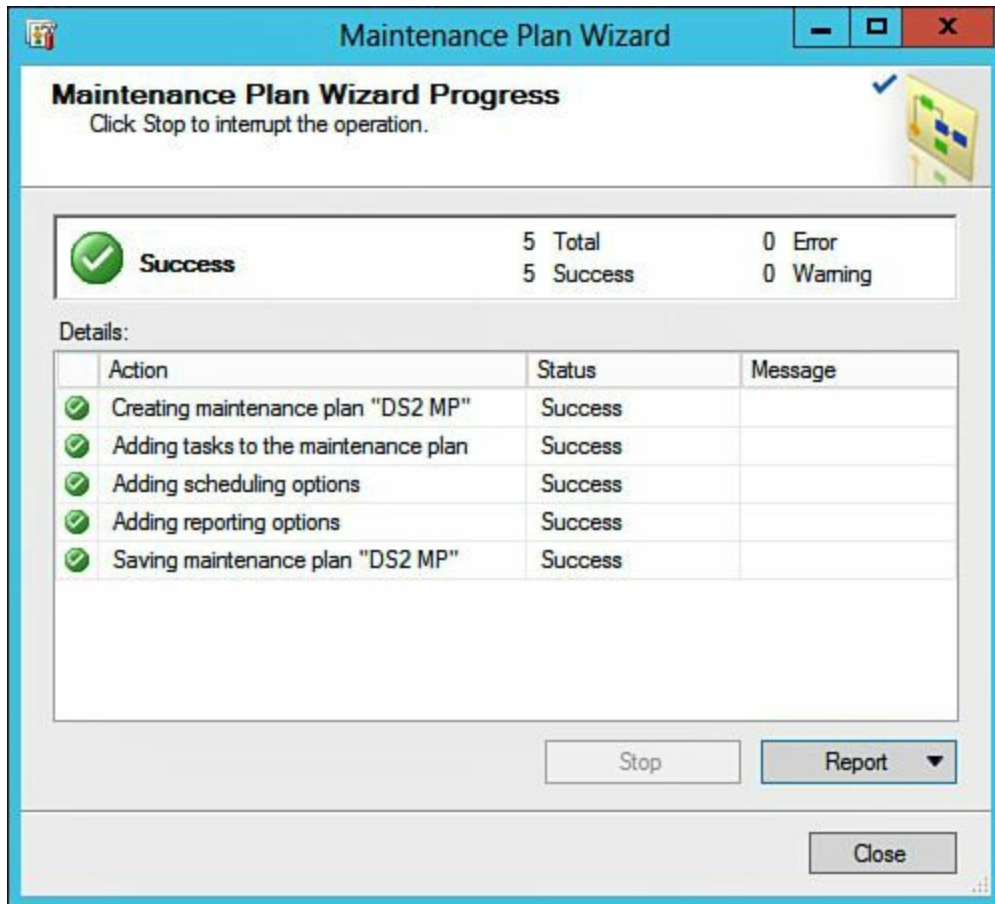 Maintenance Plan Wizard
Maintenance Plan Wizard Progress
Click Stop to interrupt the operation.
Success 5 Total 0 Error
5 Success 0 Warning
Details:
Action Status Message
Creating maintenance plan "DS2 MP" Success
Adding tasks to the maintenance plan Success
Adding scheduling options Success
Adding reporting options Success
Saving maintenance plan "DS2 MP" Success
Stop Report
Close